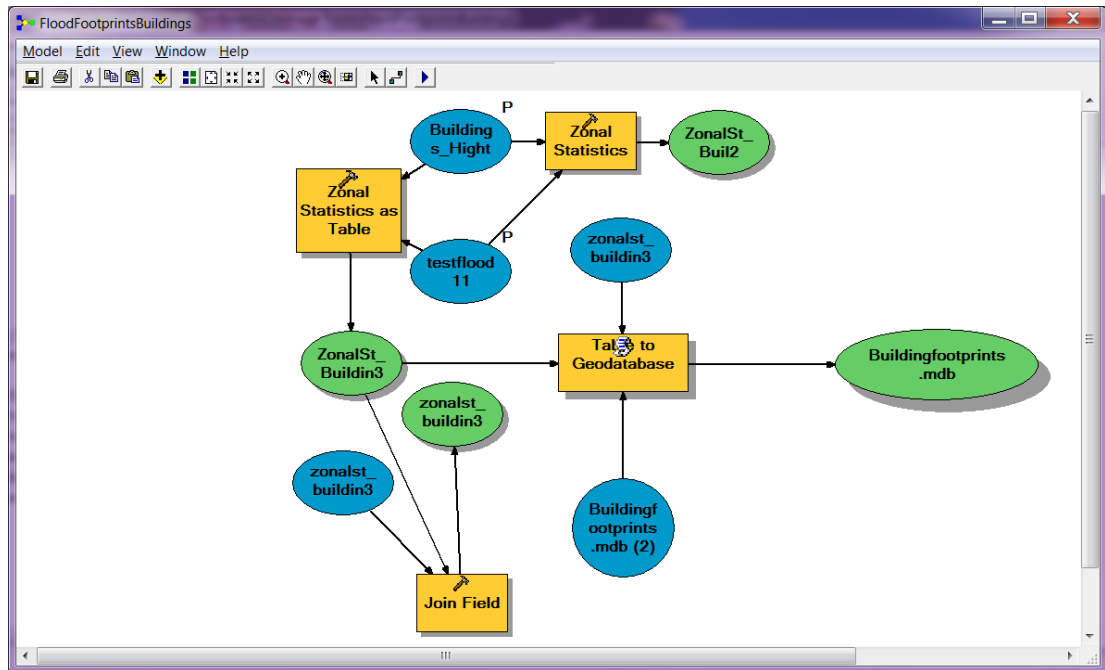 FloodFootprintsBuildings
Model Edit View Window Help
P
Building
s_Hight
Zonal
Statistics
ZonalSt_
Buil2
Zonal
Statistics as
Table
P
testflood
11
zonalst_
buildin3
ZonalSt_
Buildin3
Table to
Geodatabase
Buildingfootprints
.mdb
zonalst_
buildin3
zonalst_
buildin3
Buildingf
ootprints
.mdb (2)
Join Field